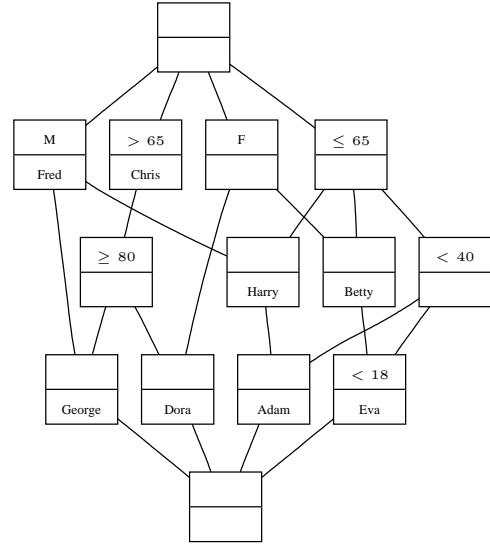 M
> 65
F
≤ 65
Fred
Chris
≥ 80
< 40
Harry
Betty
< 18
George
Dora
Adam
Eva